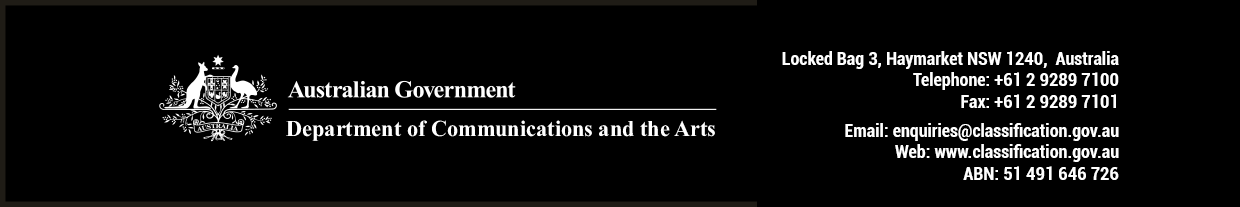 AUSTRALIA
Australian Government
Department of Communications and the Arts
Locked Bag 3, Haymarket NSW 1240,  Australia
Telephone: +61 2 9289 7100
Fax: +61 2 9289 7101
Email: enquiries@classification.gov.au
Web: www.classification.gov.au
ABN: 51 491 646 726